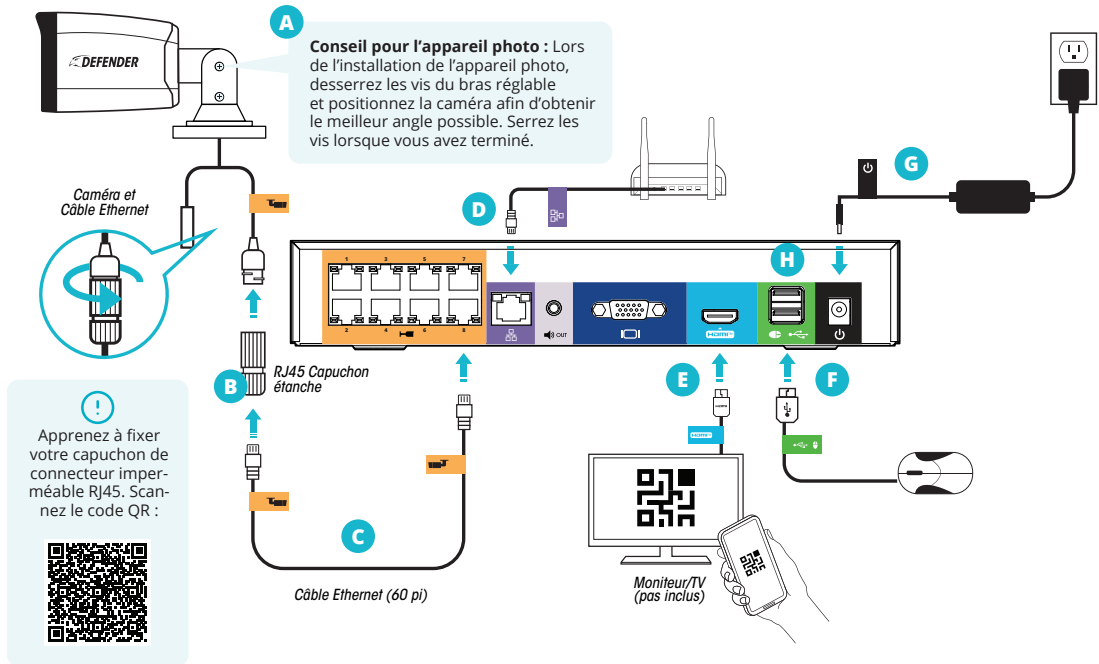 A
Conseil pour l'appareil photo : Lors
de l'installation de l'appareil photo,
desserrez les vis du bras réglable
et positionnez la caméra afin d'obtenir
le meilleur angle possible. Serrez les
vis lorsque vous avez terminé.
DEFENDER
Caméra et
Câble Ethernet
D
G
H
1 3 5 7
2 4 6 8
OUT
HDMI
B
RJ45 Capuchon
étanche
E
F
HDMI
HDMI
!
Apprenez à fixer
votre capuchon de
connecteur imper-
méable RJ45. Scan-
nez le code QR :
C
Câble Ethernet (60 pi)
Moniteur/TV
(pas inclus)